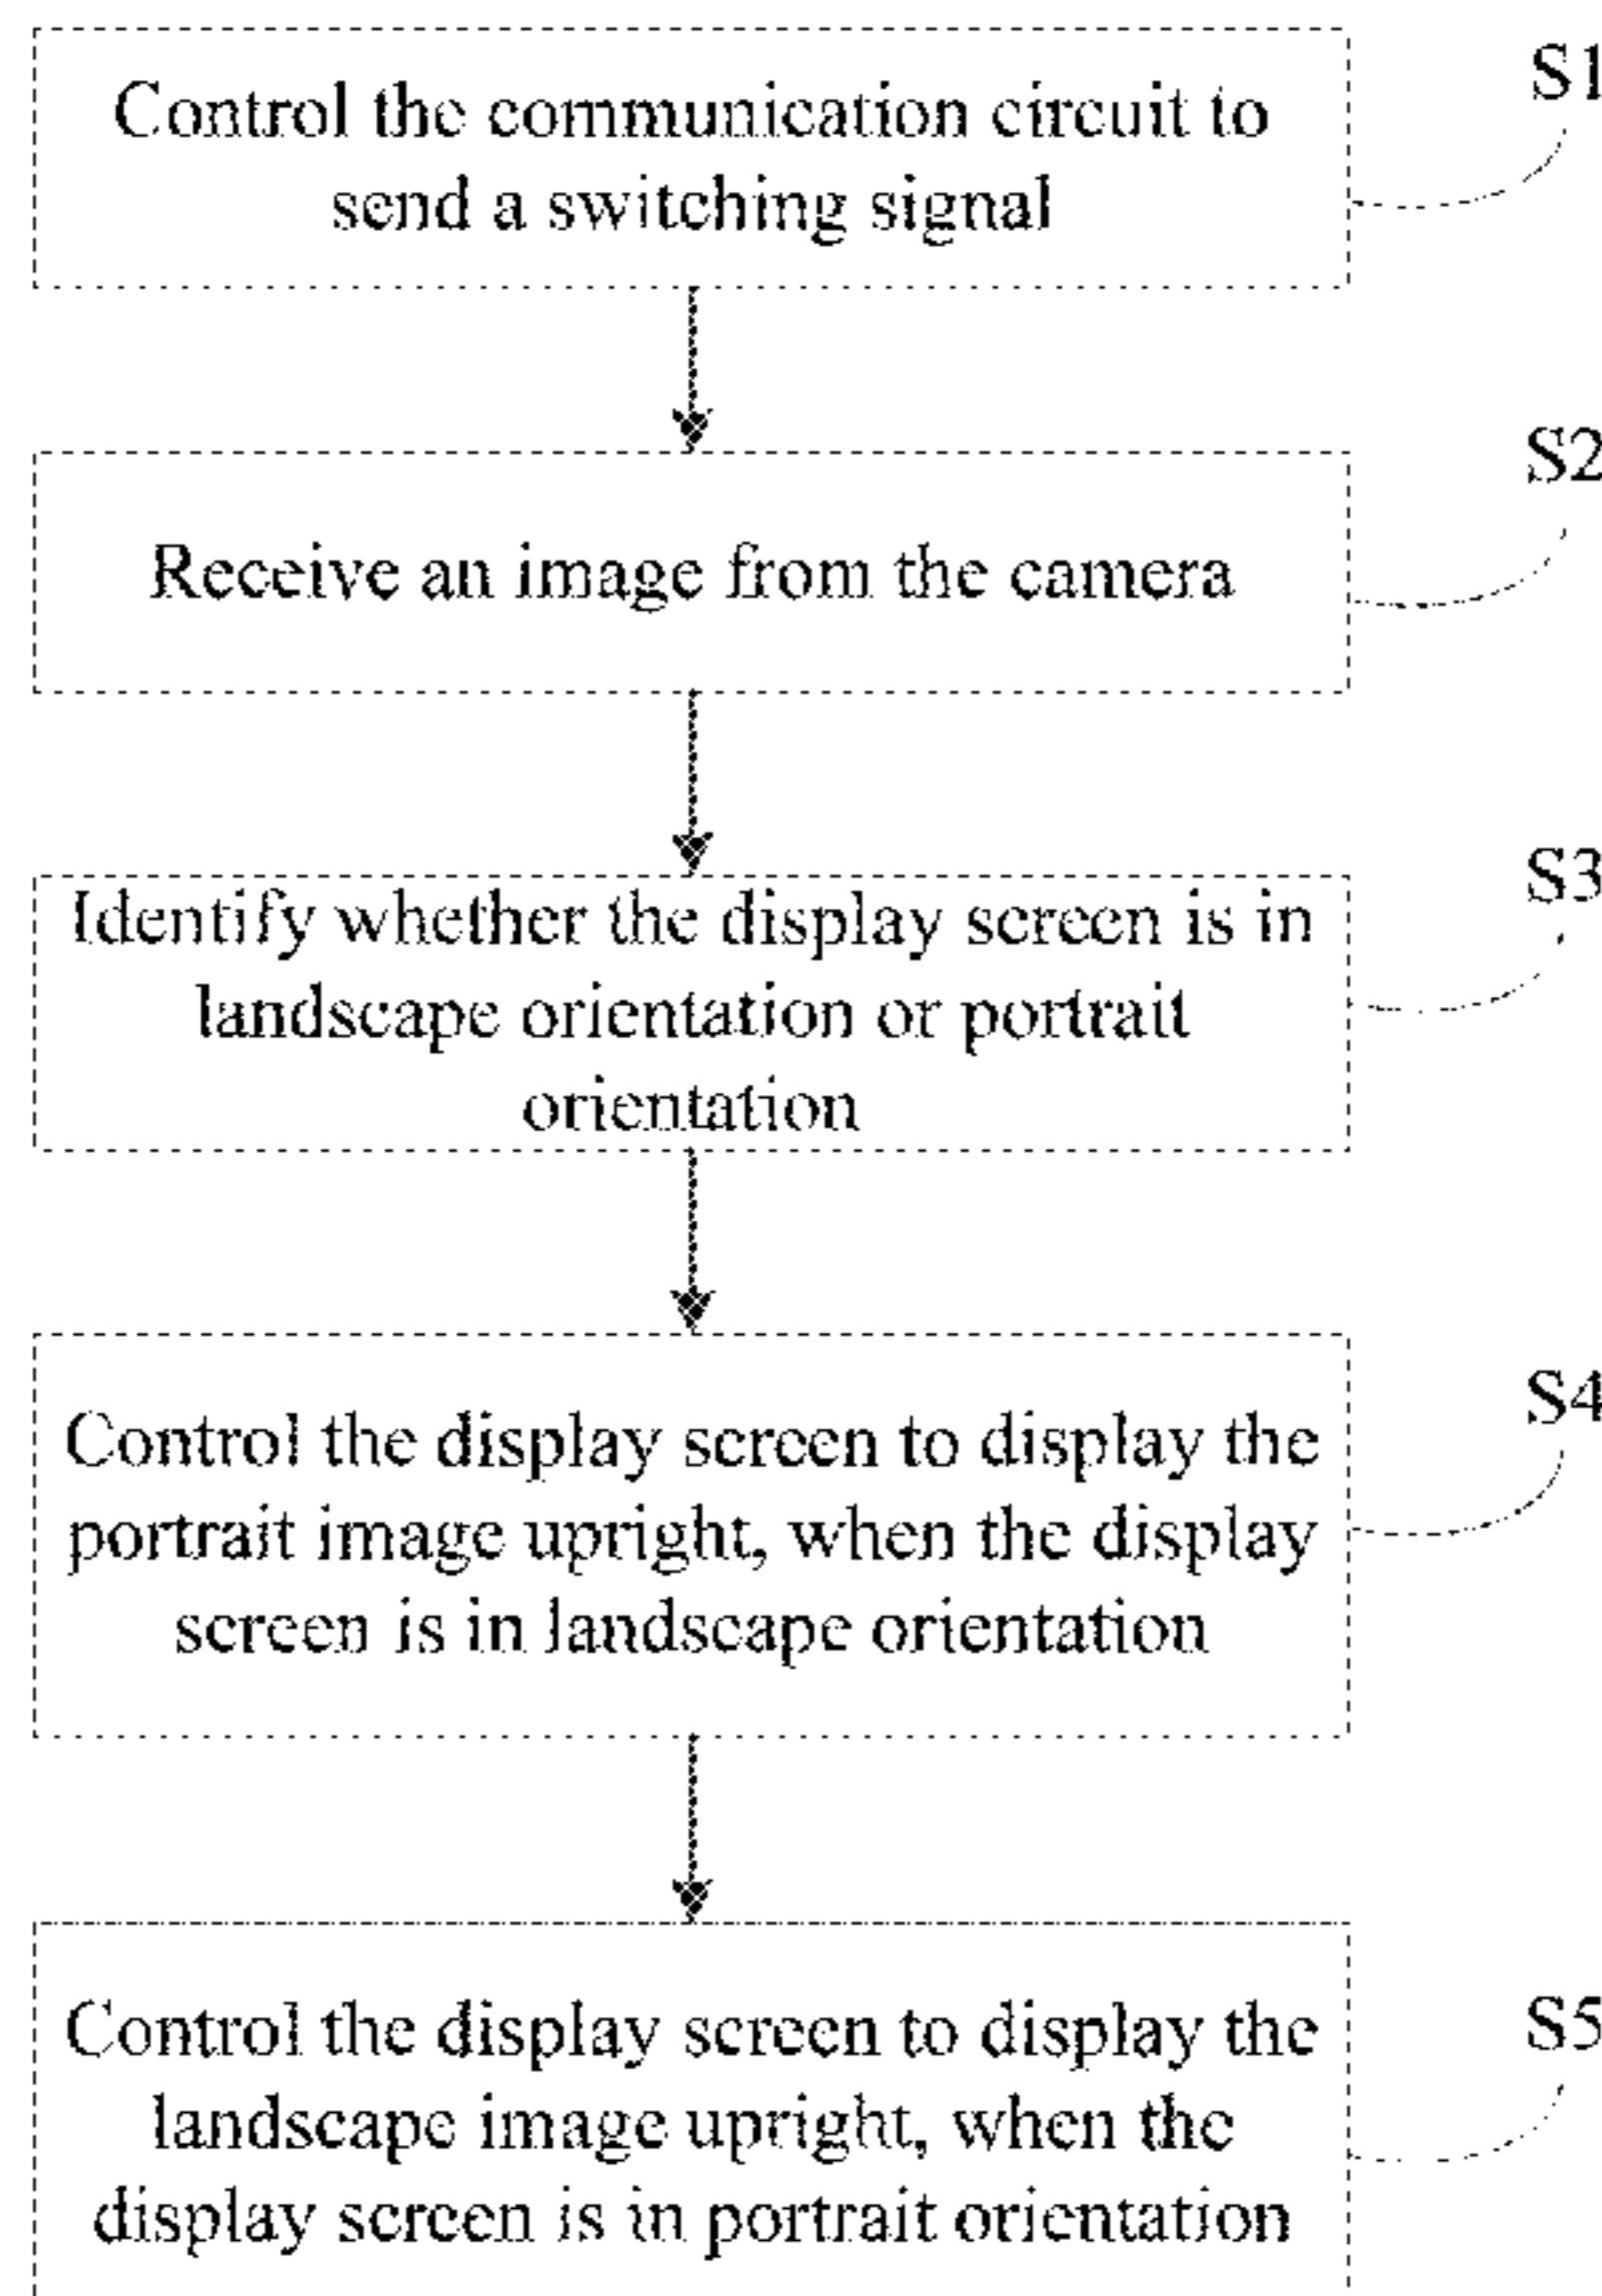 S1
Control the communication circuit to
send a switching signal
S2
Receive an image from the camera
S3
Identify whether the display screen is in
landscape orientation or portrait
orientation
S4
Control the display screen to display the
portrait image upright, when the display
screen is in landscape orientation
S5
Control the display screen to display the
landscape image upright, when the
display screen is in portrait orientation